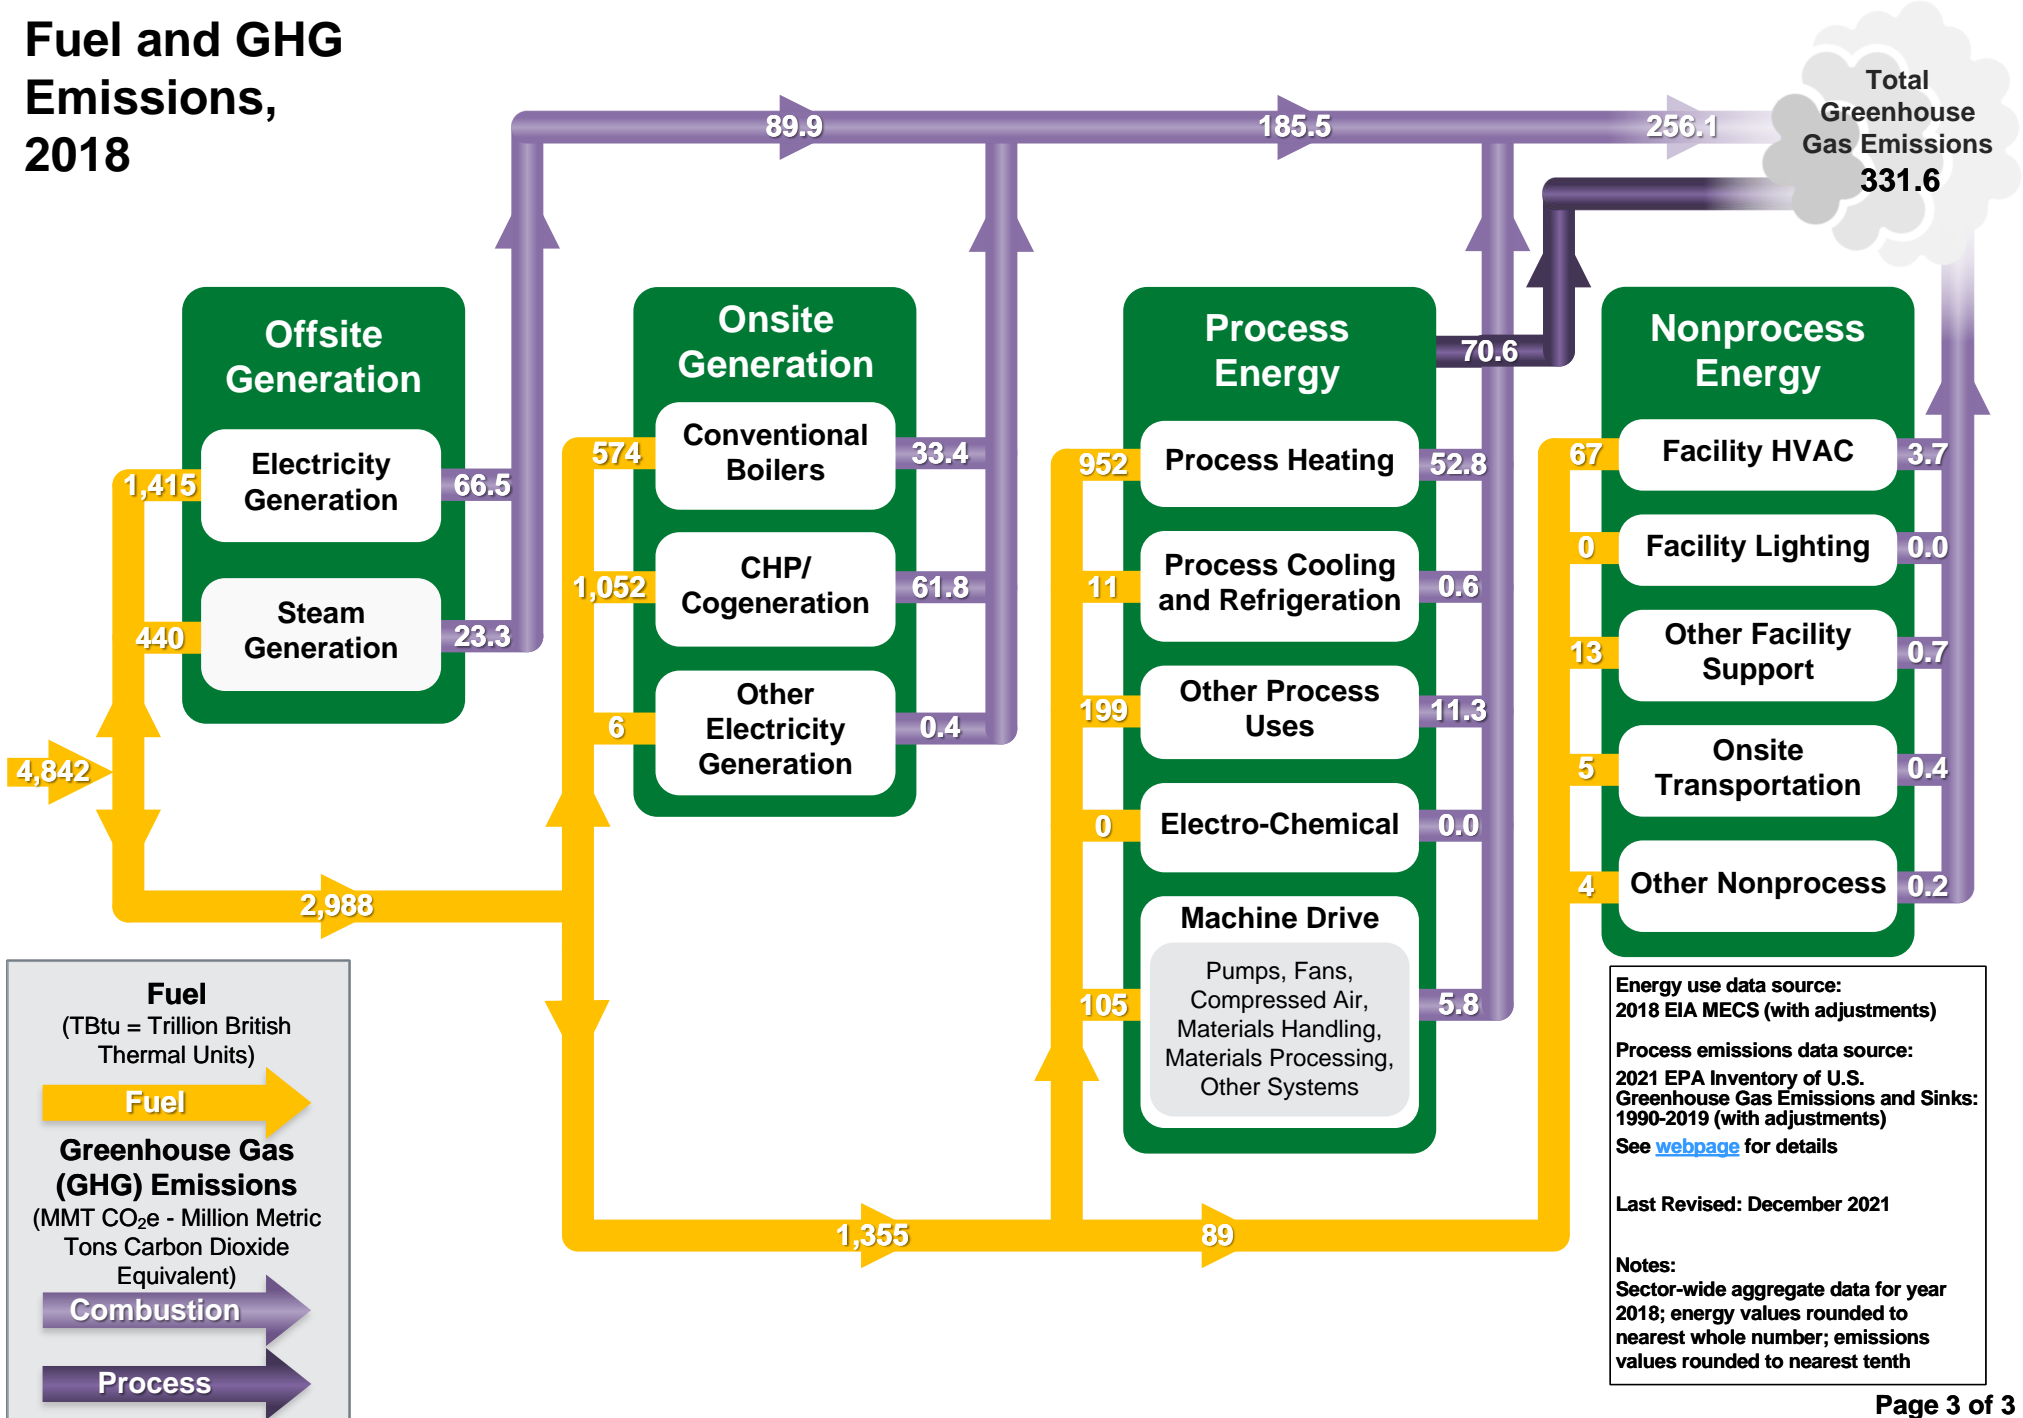 Fuel and GHG
Emissions,
2018
89.9
185.5
256.1
Total
Greenhouse
Gas Emissions
331.6
Offsite
Generation
1,415
Electricity
Generation
66.5
440
Steam
Generation
23.3
4,842
2,988
Onsite
Generation
574
Conventional
Boilers
33.4
1,052
CHP/
Cogeneration
61.8
6
Other
Electricity
Generation
0.4
1,355
89
Process
Energy
70.6
952
Process Heating
52.8
11
Process Cooling
and Refrigeration
0.6
199
Other Process
Uses
11.3
0
Electro-Chemical
0.0
Machine Drive
105
Pumps, Fans,
Compressed Air,
Materials Handling,
Materials Processing,
Other Systems
5.8
Nonprocess
Energy
67
Facility HVAC
3.7
0
Facility Lighting
0.0
13
Other Facility
Support
0.7
5
Onsite
Transportation
0.4
4
Other Nonprocess
0.2
Fuel
(TBtu = Trillion British
Thermal Units)
Fuel
Greenhouse Gas
(GHG) Emissions
(MMT CO₂e - Million Metric
Tons Carbon Dioxide
Equivalent)
Combustion
Process
Energy use data source:
2018 EIA MECS (with adjustments)
Process emissions data source:
2021 EPA Inventory of U.S.
Greenhouse Gas Emissions and Sinks:
1990-2019 (with adjustments)
See webpage for details
Last Revised: December 2021
Notes:
Sector-wide aggregate data for year
2018; energy values rounded to
nearest whole number; emissions
values rounded to nearest tenth
Page 3 of 3